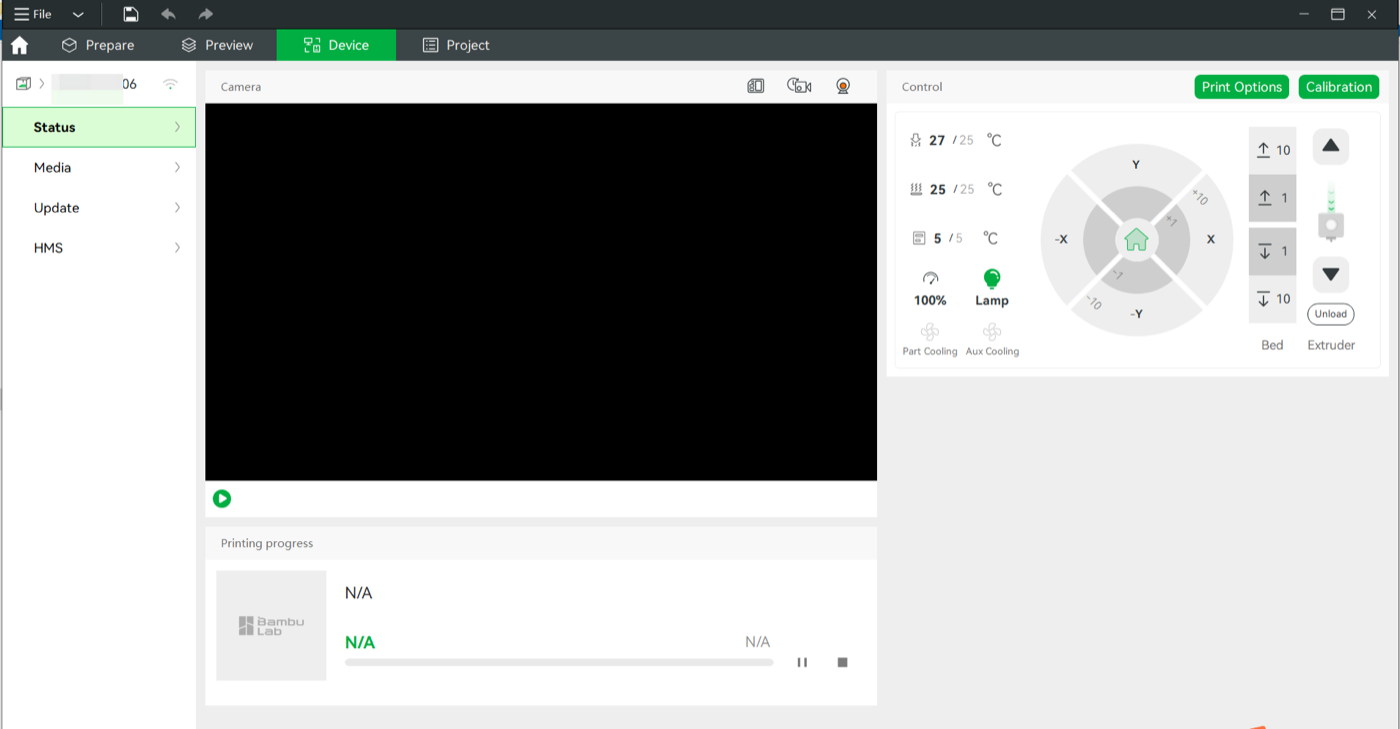 File
Prepare
Preview
Device
Project
06
Status
Media
Update
HMS
Camera
Printing progress
Bambu
Lab
N/A
N/A
N/A
Control
Print Options
Calibration
27 / 25 °C
25 / 25 °C
5 / 5 °C
100%
Lamp
Part Cooling
Aux Cooling
Y
+10
+1
-X
X
-1
-10
-Y
10
1
1
10
Bed
Unload
Extruder